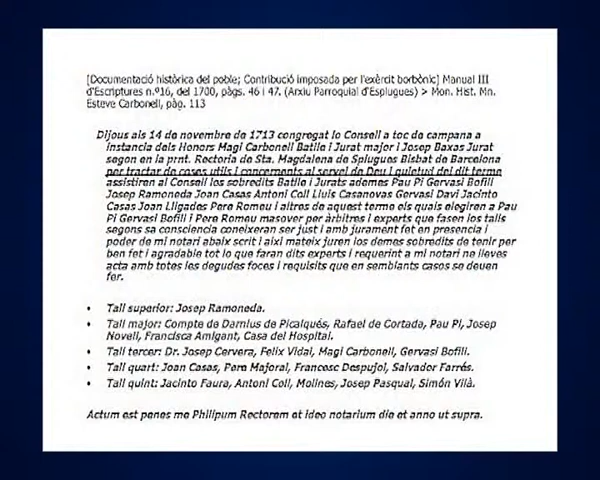 [Documentació històrica del poble; Contribució imposada per l'exèrcit borbònic] Manual III
d'Escriptures n.º16, del 1700, pàgs. 46 i 47. (Arxiu Parroquial d'Esplugues) > Mon. Hist. Mn.
Esteve Carbonell, pàg. 113
Dijous als 14 de novembre de 1713 congregat lo Consell a toc de campana a
instancia dels Honors Magi Carbonell Batlle i Jurat major i Josep Baxas Jurat
segon en la prnt. Rectoria de Sta. Magdalena de Splugues Bisbat de Barcelona
per tractar de coses utils i concernents al servei de Deu i quietud del dit terme
assistiren al Consell los sobredits Batlle i Jurats ademes Pau Pi Gervasi Bofill
Josep Ramoneda Joan Casas Antoni Coll Lluis Casanovas Gervasi Davi Jacinto
Casas Joan Lligades Pere Romeu i altres de aquest terme els quals elegiren a Pau
Pi Gervasi Bofill i Pere Romeu masover per àrbitres i experts que fasen los talls
segons sa consciencia coneixeran ser just i amb jurament fet en presencia i
poder de mi notari abaix scrit i aixi mateix juren los demes sobredits de tenir per
ben fet i agradable tot lo que faran dits experts i requerint a mi notari ne lleves
acta amb totes les degudes foces i requisits que en semblants casos se deuen
fer.
• Tall superior: Josep Ramoneda.
• Tall major: Compte de Darnius de Picalqués, Rafael de Cortada, Pau Pi, Josep
Novell, Francisca Amigant, Casa del Hospital.
• Tall tercer: Dr. Josep Cervera, Felix Vidal, Magi Carbonell, Gervasi Bofill.
• Tall quart: Joan Casas, Pere Majoral, Francesc Despujol, Salvador Farrés.
• Tall quint: Jacinto Faura, Antoni Coll, Molines, Josep Pasqual, Simón Vilà.
Actum est penes me Philipum Rectorem et ideo notarium die et anno ut supra.